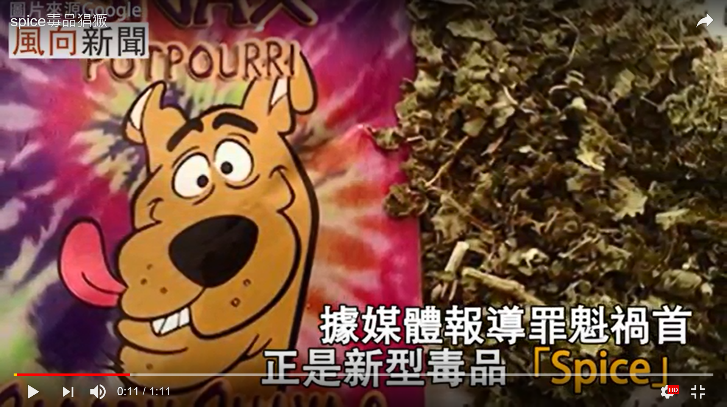 圖片來源Google
spice毒品猖獗
風向新聞
POTPOURRI
據媒體報導罪魁禍首
正是新型毒品「Spice」
0:11 / 1:11
HD